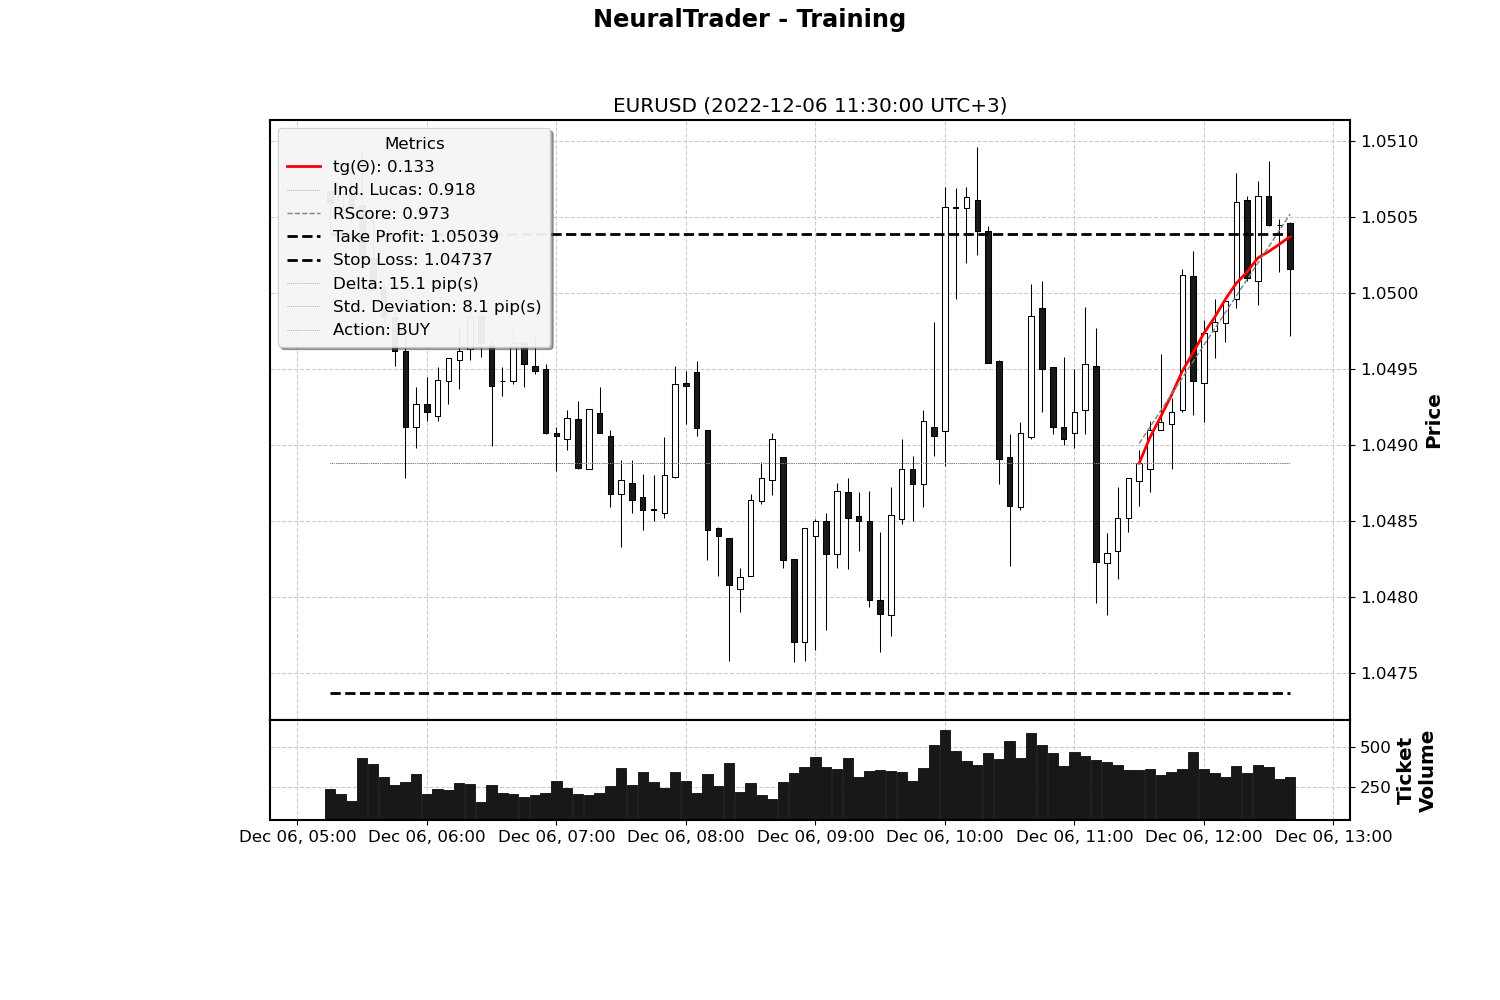 NeuralTrader - Training
EURUSD (2022-12-06 11:30:00 UTC+3)
Metrics
tg(Θ): 0.133
Ind. Lucas: 0.918
RScore: 0.973
Take Profit: 1.05039
Stop Loss: 1.04737
Delta: 15.1 pip(s)
Std. Deviation: 8.1 pip(s)
Action: BUY
1.0510
1.0505
1.0500
1.0495
1.0490
1.0485
1.0480
1.0475
Price
500
250
Ticket
Volume
Dec 06, 05:00 Dec 06, 06:00 Dec 06, 07:00 Dec 06, 08:00 Dec 06, 09:00 Dec 06, 10:00 Dec 06, 11:00 Dec 06, 12:00 Dec 06, 13:00